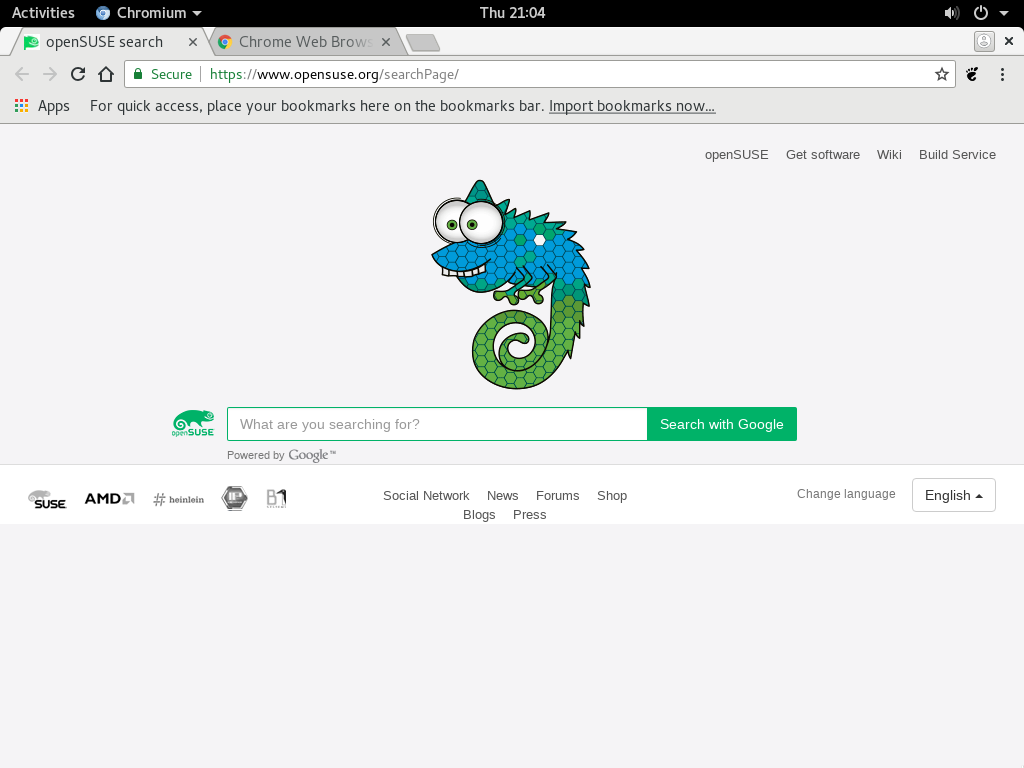 Activities Chromium Thu 21:04
openSUSE search Chrome Web Brows
Secure https://www.opensuse.org/searchPage/
Apps For quick access, place your bookmarks here on the bookmarks bar. Import bookmarks now...
openSUSE Get software Wiki Build Service
openSUSE What are you searching for? Search with Google
Powered by Google™
SUSE AMD # heinlein IP B1 Social Network News Forums Shop Change language English
Blogs Press